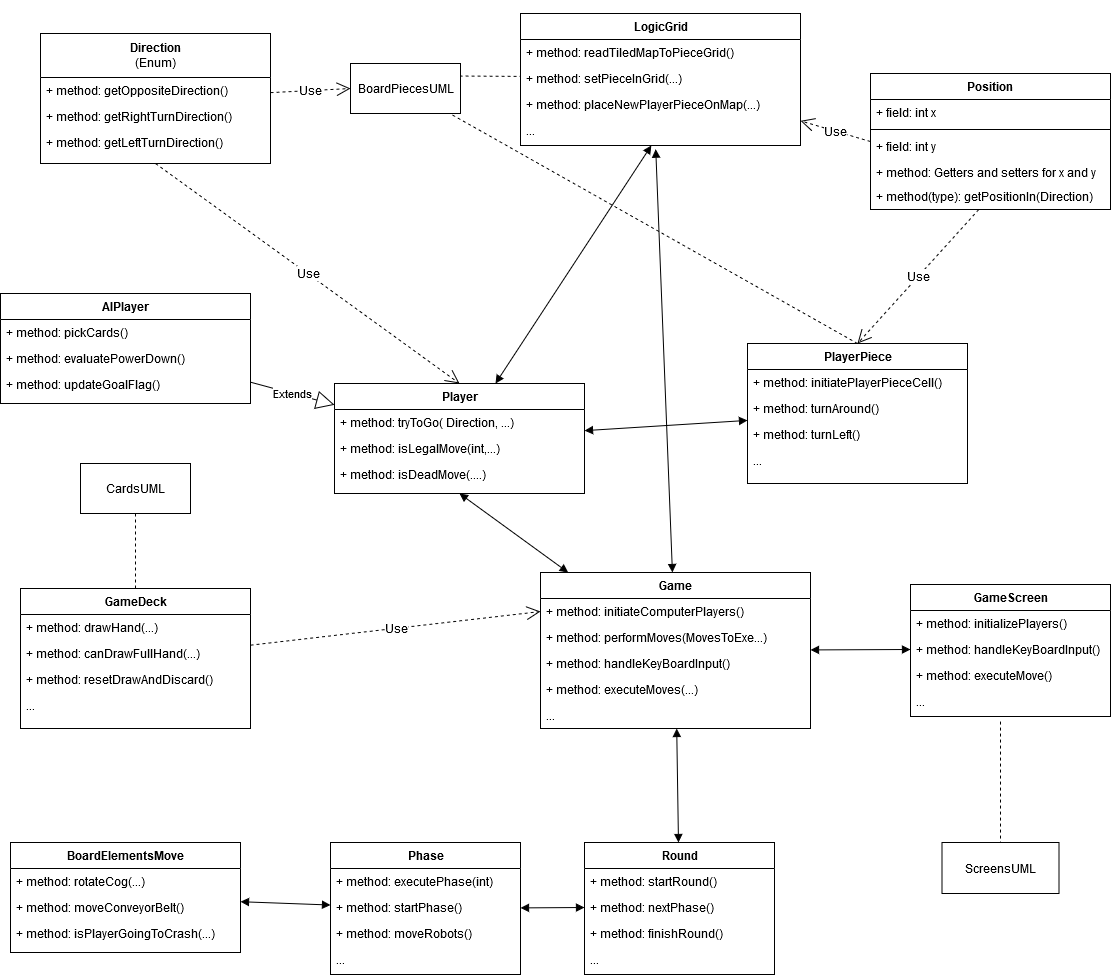 LogicGrid
+ method: readTiledMapToPieceGrid()
+ method: setPieceInGrid(...)
+ method: placeNewPlayerPieceOnMap(...)
...
Direction
(Enum)
+ method: getOppositeDirection()
+ method: getRightTurnDirection()
+ method: getLeftTurnDirection()
Use
BoardPiecesUML
Position
+ field: int x
+ field: int y
+ method: Getters and setters for x and y
+ method(type): getPositionIn(Direction)
Use
Use
Use
AIPlayer
+ method: pickCards()
+ method: evaluatePowerDown()
+ method: updateGoalFlag()
Extends
Player
+ method: tryToGo( Direction, ...)
+ method: isLegalMove(int,...)
+ method: isDeadMove(....)
PlayerPiece
+ method: initiatePlayerPieceCell()
+ method: turnAround()
+ method: turnLeft()
...
CardsUML
GameDeck
+ method: drawHand(...)
+ method: canDrawFullHand(...)
+ method: resetDrawAndDiscard()
...
Use
Game
+ method: initiateComputerPlayers()
+ method: performMoves(MovesToExe...)
+ method: handleKeyBoardInput()
+ method: executeMoves(...)
...
GameScreen
+ method: initializePlayers()
+ method: handleKeyBoardInput()
+ method: executeMove()
...
BoardElementsMove
+ method: rotateCog(...)
+ method: moveConveyorBelt()
+ method: isPlayerGoingToCrash(...)
Phase
+ method: executePhase(int)
+ method: startPhase()
+ method: moveRobots()
...
Round
+ method: startRound()
+ method: nextPhase()
+ method: finishRound()
...
ScreensUML